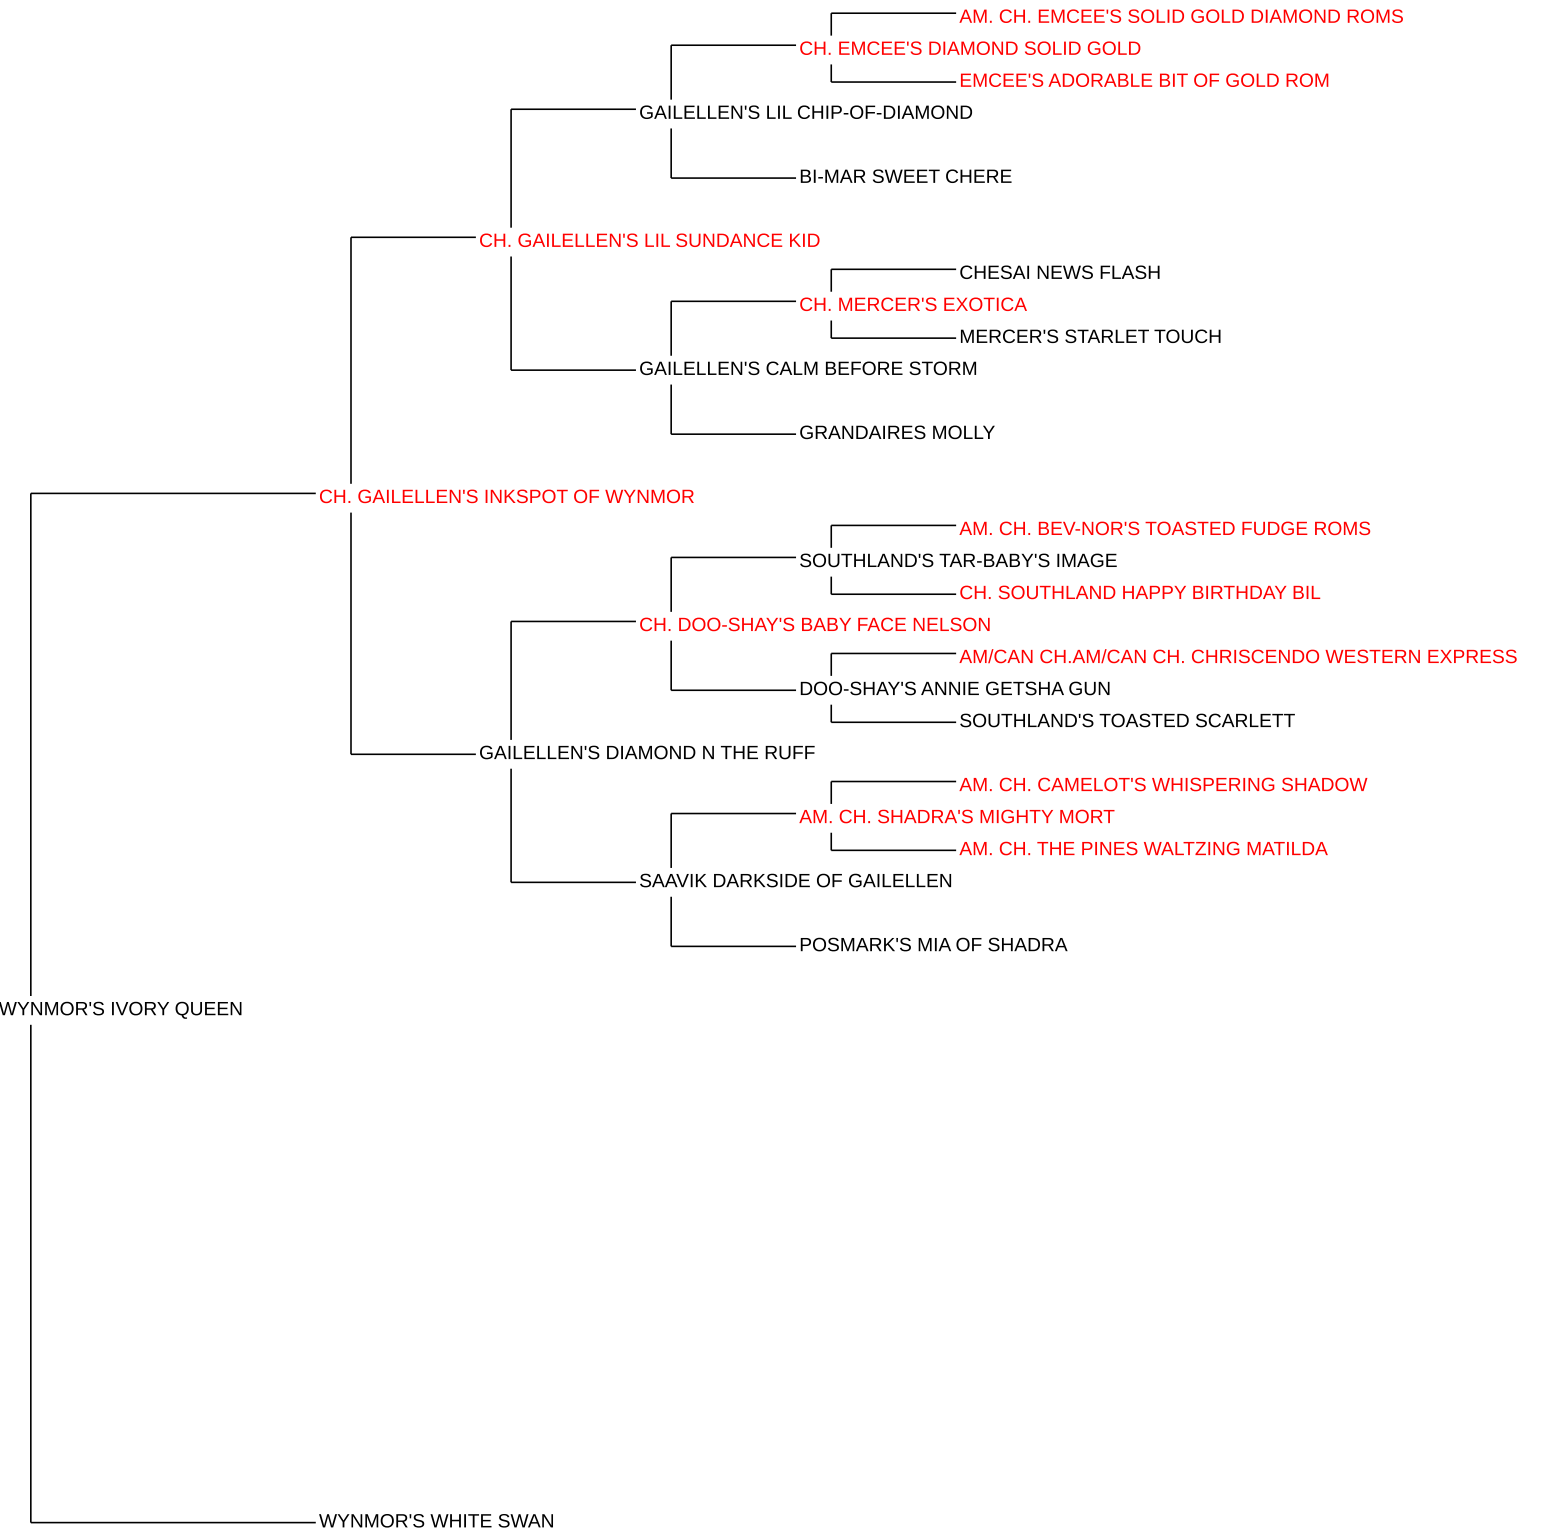 AM. CH. EMCEE'S SOLID GOLD DIAMOND ROMS
CH. EMCEE'S DIAMOND SOLID GOLD
EMCEE'S ADORABLE BIT OF GOLD ROM
GAILELLEN'S LIL CHIP-OF-DIAMOND
BI-MAR SWEET CHERE
CH. GAILELLEN'S LIL SUNDANCE KID
CHESAI NEWS FLASH
CH. MERCER'S EXOTICA
MERCER'S STARLET TOUCH
GAILELLEN'S CALM BEFORE STORM
GRANDAIRES MOLLY
CH. GAILELLEN'S INKSPOT OF WYNMOR
AM. CH. BEV-NOR'S TOASTED FUDGE ROMS
SOUTHLAND'S TAR-BABY'S IMAGE
CH. SOUTHLAND HAPPY BIRTHDAY BIL
CH. DOO-SHAY'S BABY FACE NELSON
AM/CAN CH.AM/CAN CH. CHRISCENDO WESTERN EXPRESS
DOO-SHAY'S ANNIE GETSHA GUN
SOUTHLAND'S TOASTED SCARLETT
GAILELLEN'S DIAMOND N THE RUFF
AM. CH. CAMELOT'S WHISPERING SHADOW
AM. CH. SHADRA'S MIGHTY MORT
AM. CH. THE PINES WALTZING MATILDA
SAAVIK DARKSIDE OF GAILELLEN
POSMARK'S MIA OF SHADRA
WYNMOR'S IVORY QUEEN
WYNMOR'S WHITE SWAN